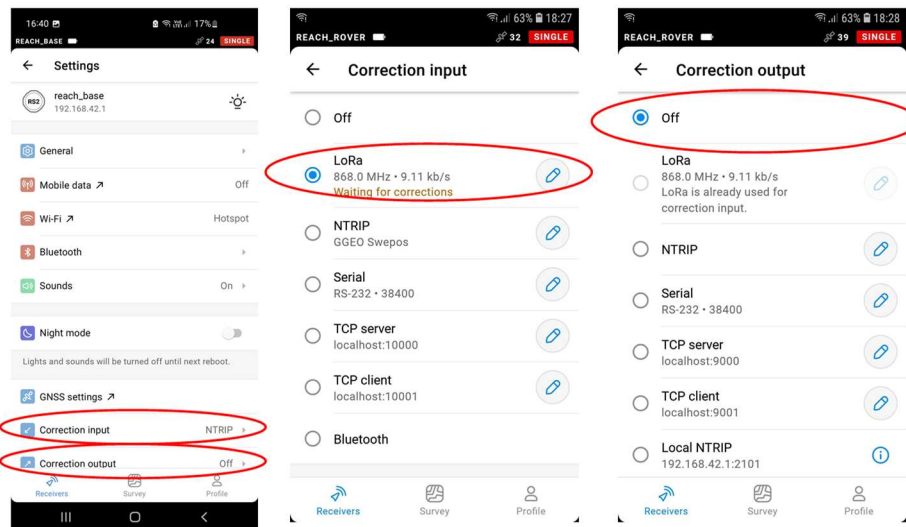 16:40
17%
REACH_BASE
24 SINGLE
Settings
RS2
reach_base
192.168.42.1
General
Mobile data
Off
Wi-Fi
Hotspot
Bluetooth
Sounds
On
Night mode
Lights and sounds will be turned off until next reboot.
GNSS settings
Correction input
NTRIP
Correction output
Off
Receivers
Survey
Profile
63% 18:27
REACH_ROVER
32 SINGLE
Correction input
Off
LoRa
868.0 MHz • 9.11 kb/s
Waiting for corrections
NTRIP
GGEO Swepos
Serial
RS-232 • 38400
TCP server
localhost:10000
TCP client
localhost:10001
Bluetooth
Receivers
Survey
Profile
63% 18:28
REACH_ROVER
39 SINGLE
Correction output
Off
LoRa
868.0 MHz • 9.11 kb/s
LoRa is already used for
correction input.
NTRIP
Serial
RS-232 • 38400
TCP server
localhost:9000
TCP client
localhost:9001
Local NTRIP
192.168.42.1:2101
Receivers
Survey
Profile